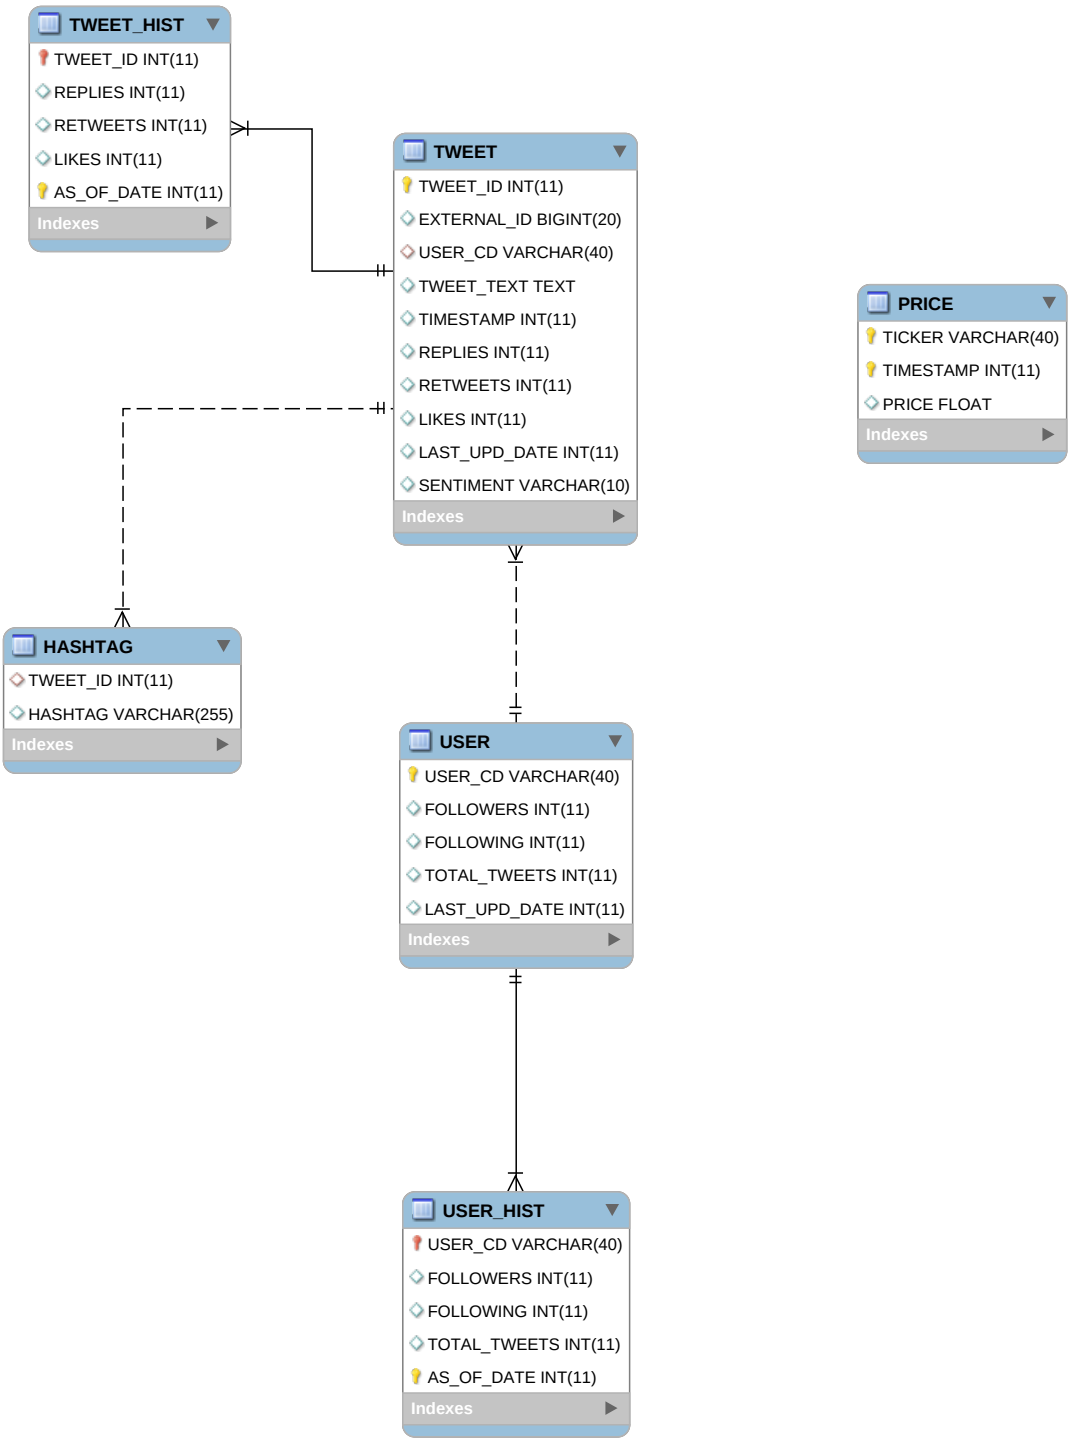 TWEET_HIST
TWEET_ID INT(11)
REPLIES INT(11)
RETWEETS INT(11)
LIKES INT(11)
AS_OF_DATE INT(11)
Indexes
TWEET
TWEET_ID INT(11)
EXTERNAL_ID BIGINT(20)
USER_CD VARCHAR(40)
TWEET_TEXT TEXT
TIMESTAMP INT(11)
REPLIES INT(11)
RETWEETS INT(11)
LIKES INT(11)
LAST_UPD_DATE INT(11)
SENTIMENT VARCHAR(10)
Indexes
PRICE
TICKER VARCHAR(40)
TIMESTAMP INT(11)
PRICE FLOAT
Indexes
HASHTAG
TWEET_ID INT(11)
HASHTAG VARCHAR(255)
Indexes
USER
USER_CD VARCHAR(40)
FOLLOWERS INT(11)
FOLLOWING INT(11)
TOTAL_TWEETS INT(11)
LAST_UPD_DATE INT(11)
Indexes
USER_HIST
USER_CD VARCHAR(40)
FOLLOWERS INT(11)
FOLLOWING INT(11)
TOTAL_TWEETS INT(11)
AS_OF_DATE INT(11)
Indexes